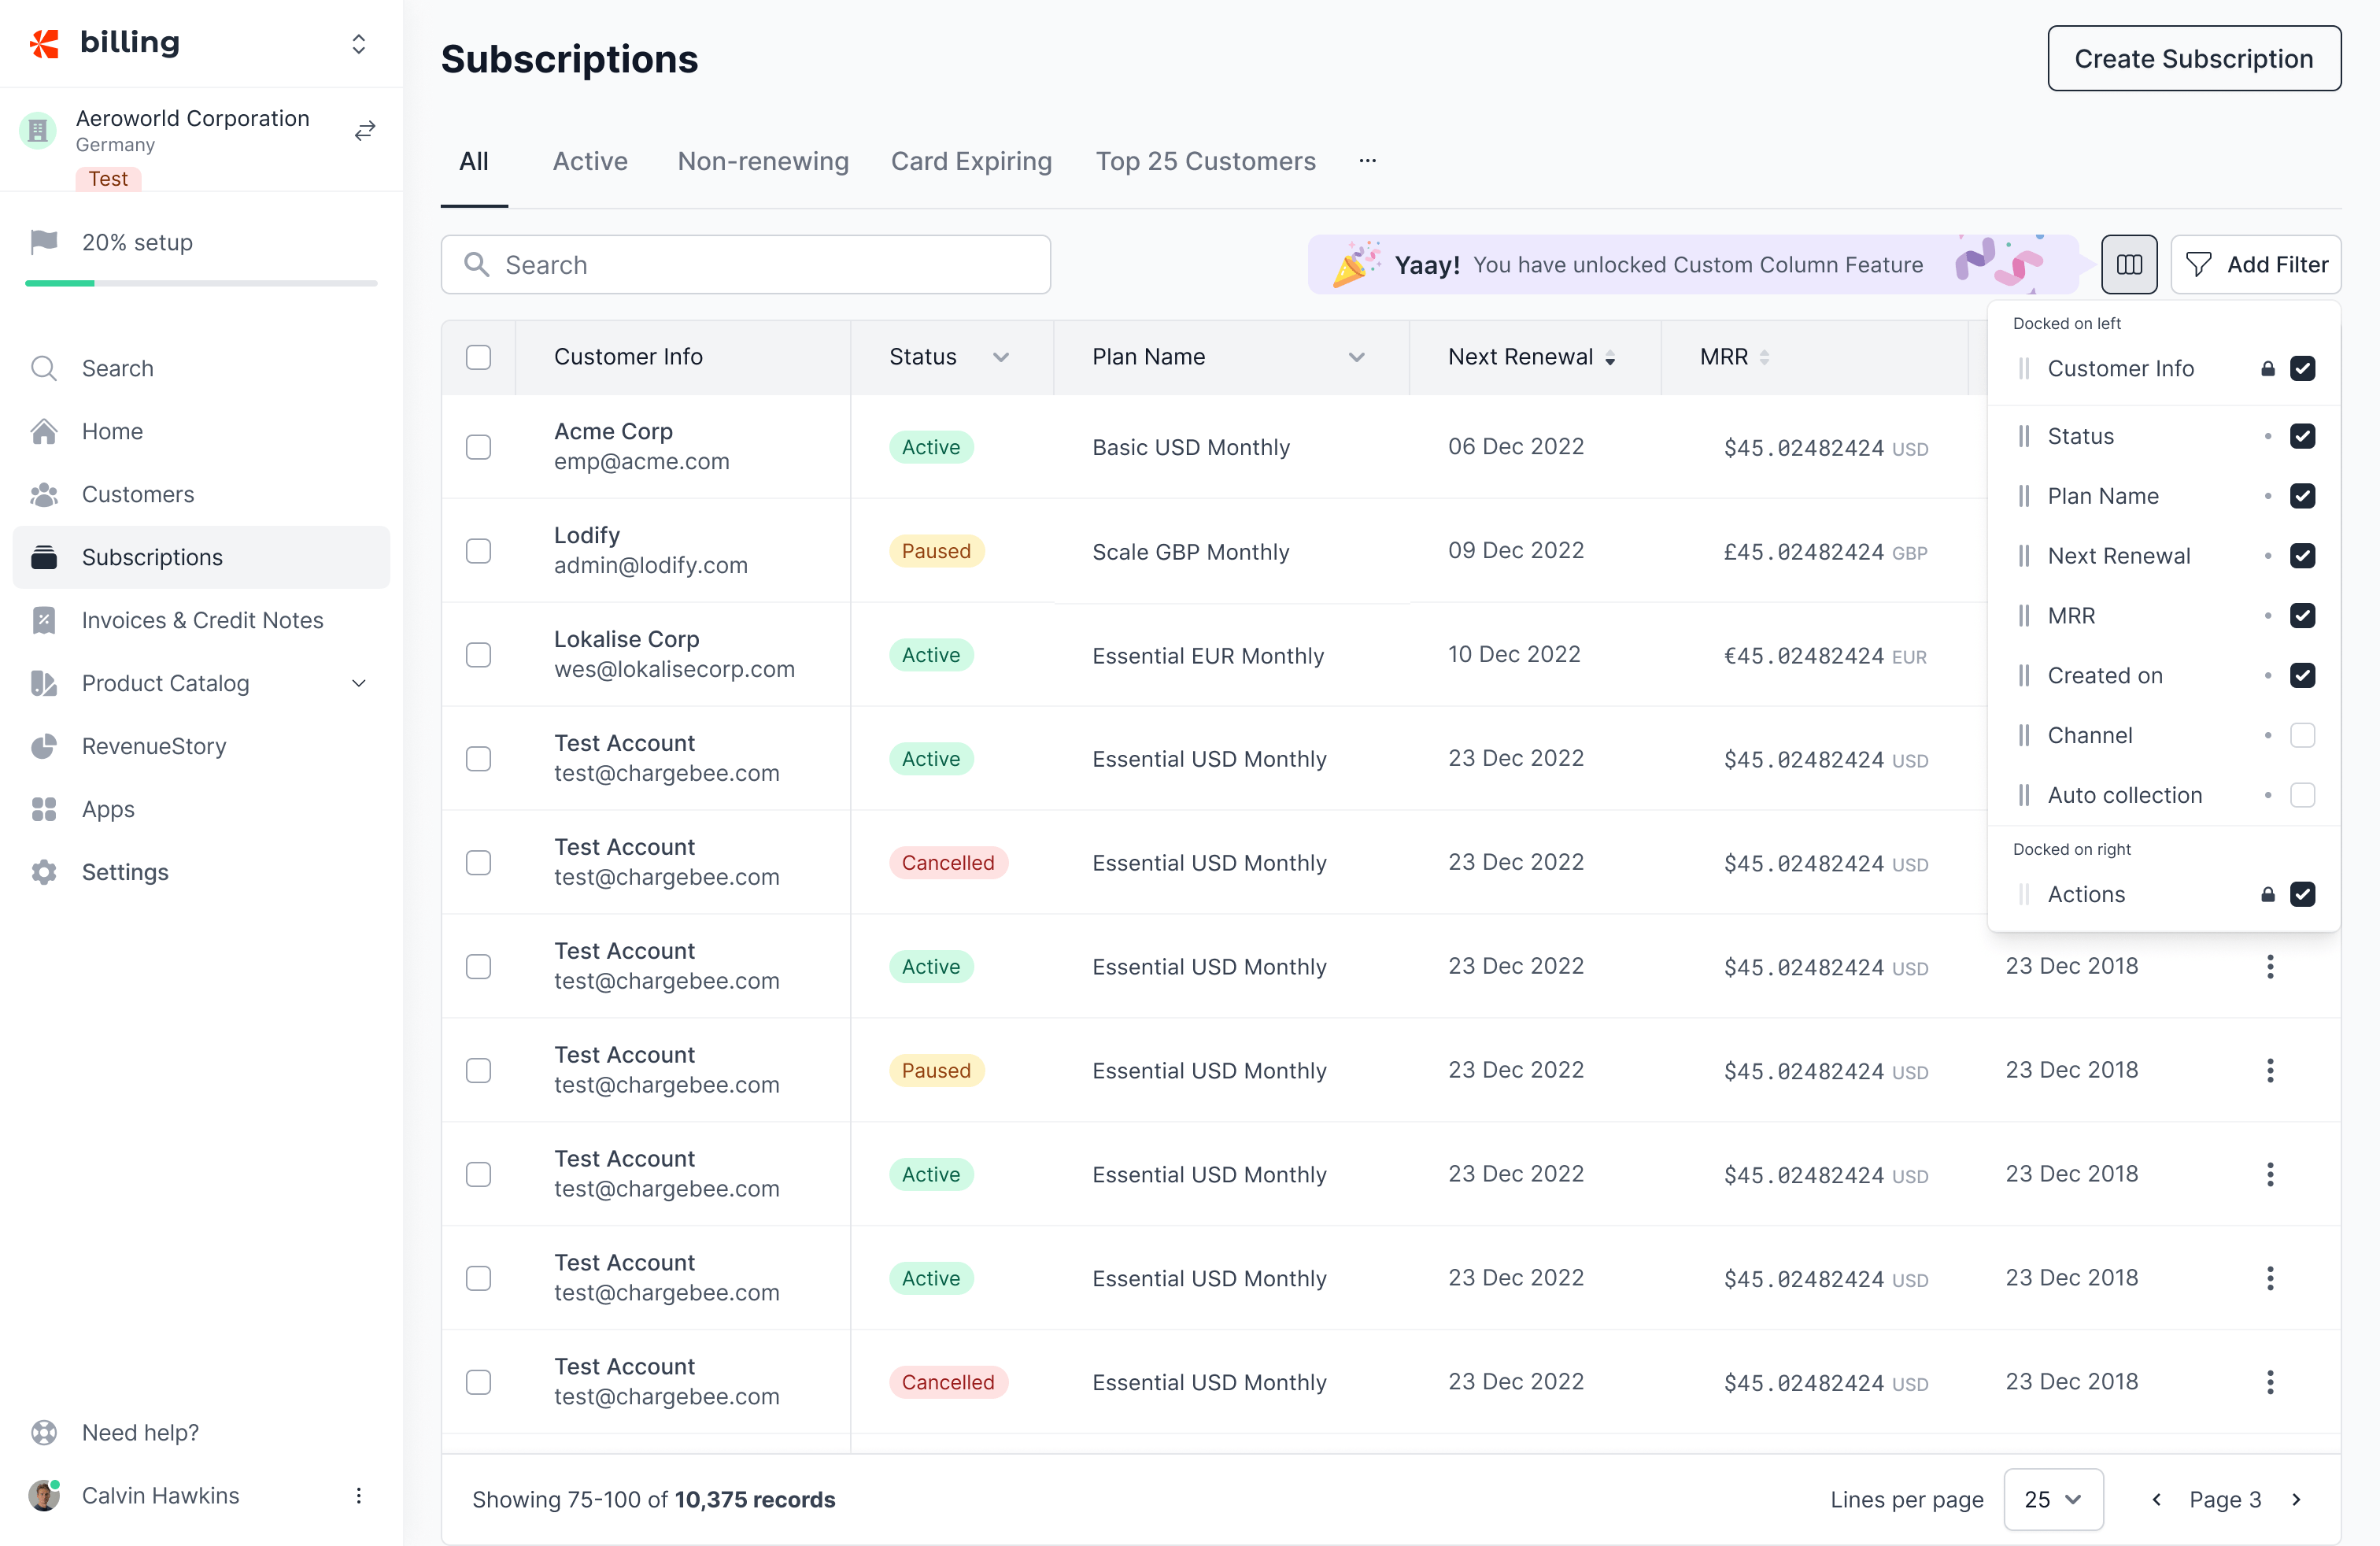 billing
Aeroworld Corporation
Germany
Test
20% setup
Search
Home
Customers
Subscriptions
Invoices & Credit Notes
Product Catalog
RevenueStory
Apps
Settings
Need help?
Calvin Hawkins
Subscriptions
Create Subscription
All Active Non-renewing Card Expiring Top 25 Customers ...
Search
Yaay! You have unlocked Custom Column Feature
Add Filter
Customer Info Status Plan Name Next Renewal MRR
Acme Corp
emp@acme.com
Active Basic USD Monthly 06 Dec 2022 $45.02482424 USD
Lodify
admin@lodify.com
Paused Scale GBP Monthly 09 Dec 2022 £45.02482424 GBP
Lokalise Corp
wes@lokalisecorp.com
Active Essential EUR Monthly 10 Dec 2022 €45.02482424 EUR
Test Account
test@chargebee.com
Active Essential USD Monthly 23 Dec 2022 $45.02482424 USD
Test Account
test@chargebee.com
Cancelled Essential USD Monthly 23 Dec 2022 $45.02482424 USD
Test Account
test@chargebee.com
Active Essential USD Monthly 23 Dec 2022 $45.02482424 USD 23 Dec 2018
Test Account
test@chargebee.com
Paused Essential USD Monthly 23 Dec 2022 $45.02482424 USD 23 Dec 2018
Test Account
test@chargebee.com
Active Essential USD Monthly 23 Dec 2022 $45.02482424 USD 23 Dec 2018
Test Account
test@chargebee.com
Active Essential USD Monthly 23 Dec 2022 $45.02482424 USD 23 Dec 2018
Test Account
test@chargebee.com
Cancelled Essential USD Monthly 23 Dec 2022 $45.02482424 USD 23 Dec 2018
Docked on left
Customer Info
Status
Plan Name
Next Renewal
MRR
Created on
Channel
Auto collection
Docked on right
Actions
Showing 75-100 of 10,375 records
Lines per page 25 Page 3